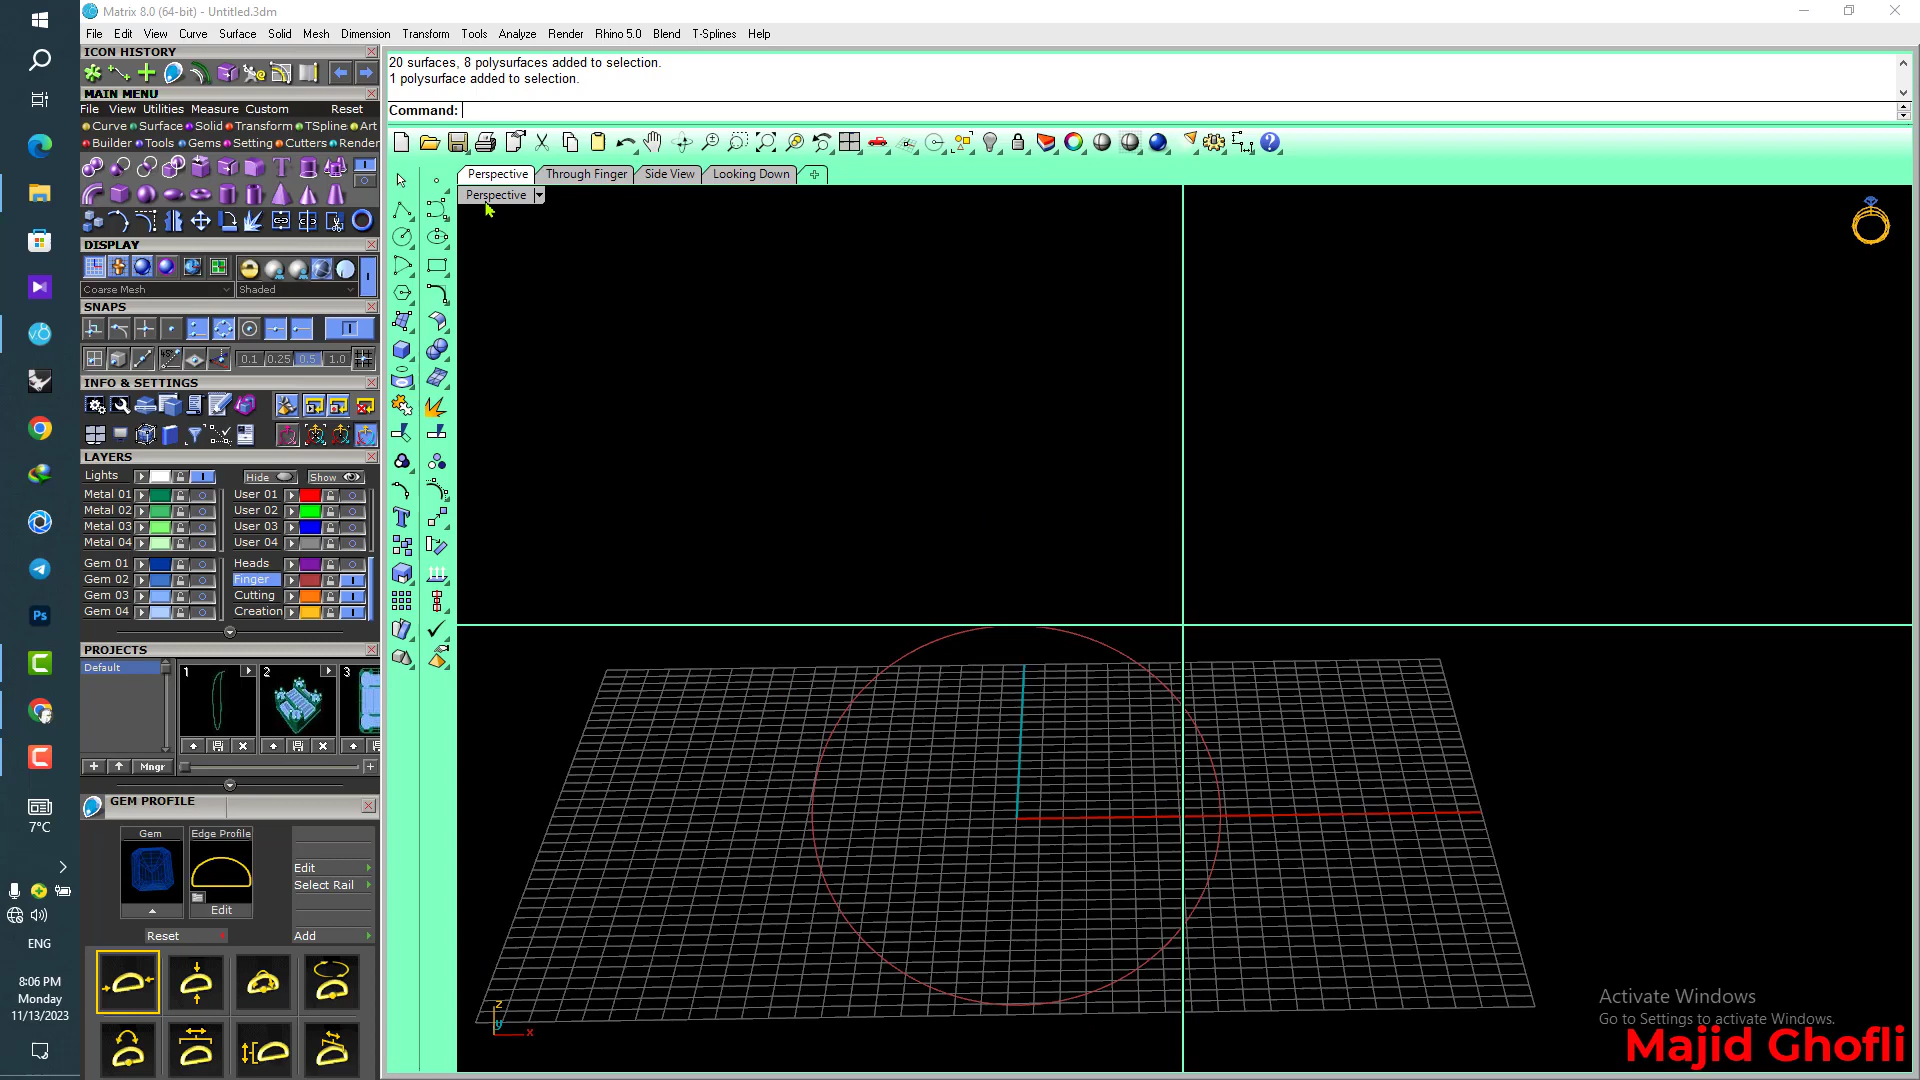 Matrix 8.0 (64-bit) - Untitled.3dm
File Edit View Curve Surface Solid Mesh Dimension Transform Tools Analyze Render Rhino 5.0 Blend T-Splines Help
ICON HISTORY
MAIN MENU
File View Utilities Measure Custom Reset
Curve Surface Solid Transform TSpline Art
Builder Tools Gems Setting Cutters Render
DISPLAY
Coarse Mesh Shaded
SNAPS
0.1 0.25 0.5 1.0
INFO & SETTINGS
LAYERS
Lights Hide Show
Metal 01 User 01
Metal 02 User 02
Metal 03 User 03
Metal 04 User 04
Gem 01 Heads
Gem 02 Finger
Gem 03 Cutting
Gem 04 Creation
PROJECTS
Default 1 2 3
+ Mngr +
GEM PROFILE
Gem Edge Profile
Edit
Select Rail
Edit
Reset Add
20 surfaces, 8 polysurfaces added to selection.
1 polysurface added to selection.
Command:
Perspective Through Finger Side View Looking Down
Perspective
z
y
x
Ps
7°C
ENG
8:06 PM
Monday
11/13/2023
Activate Windows
Go to Settings to activate Windows.
Majid Ghofli